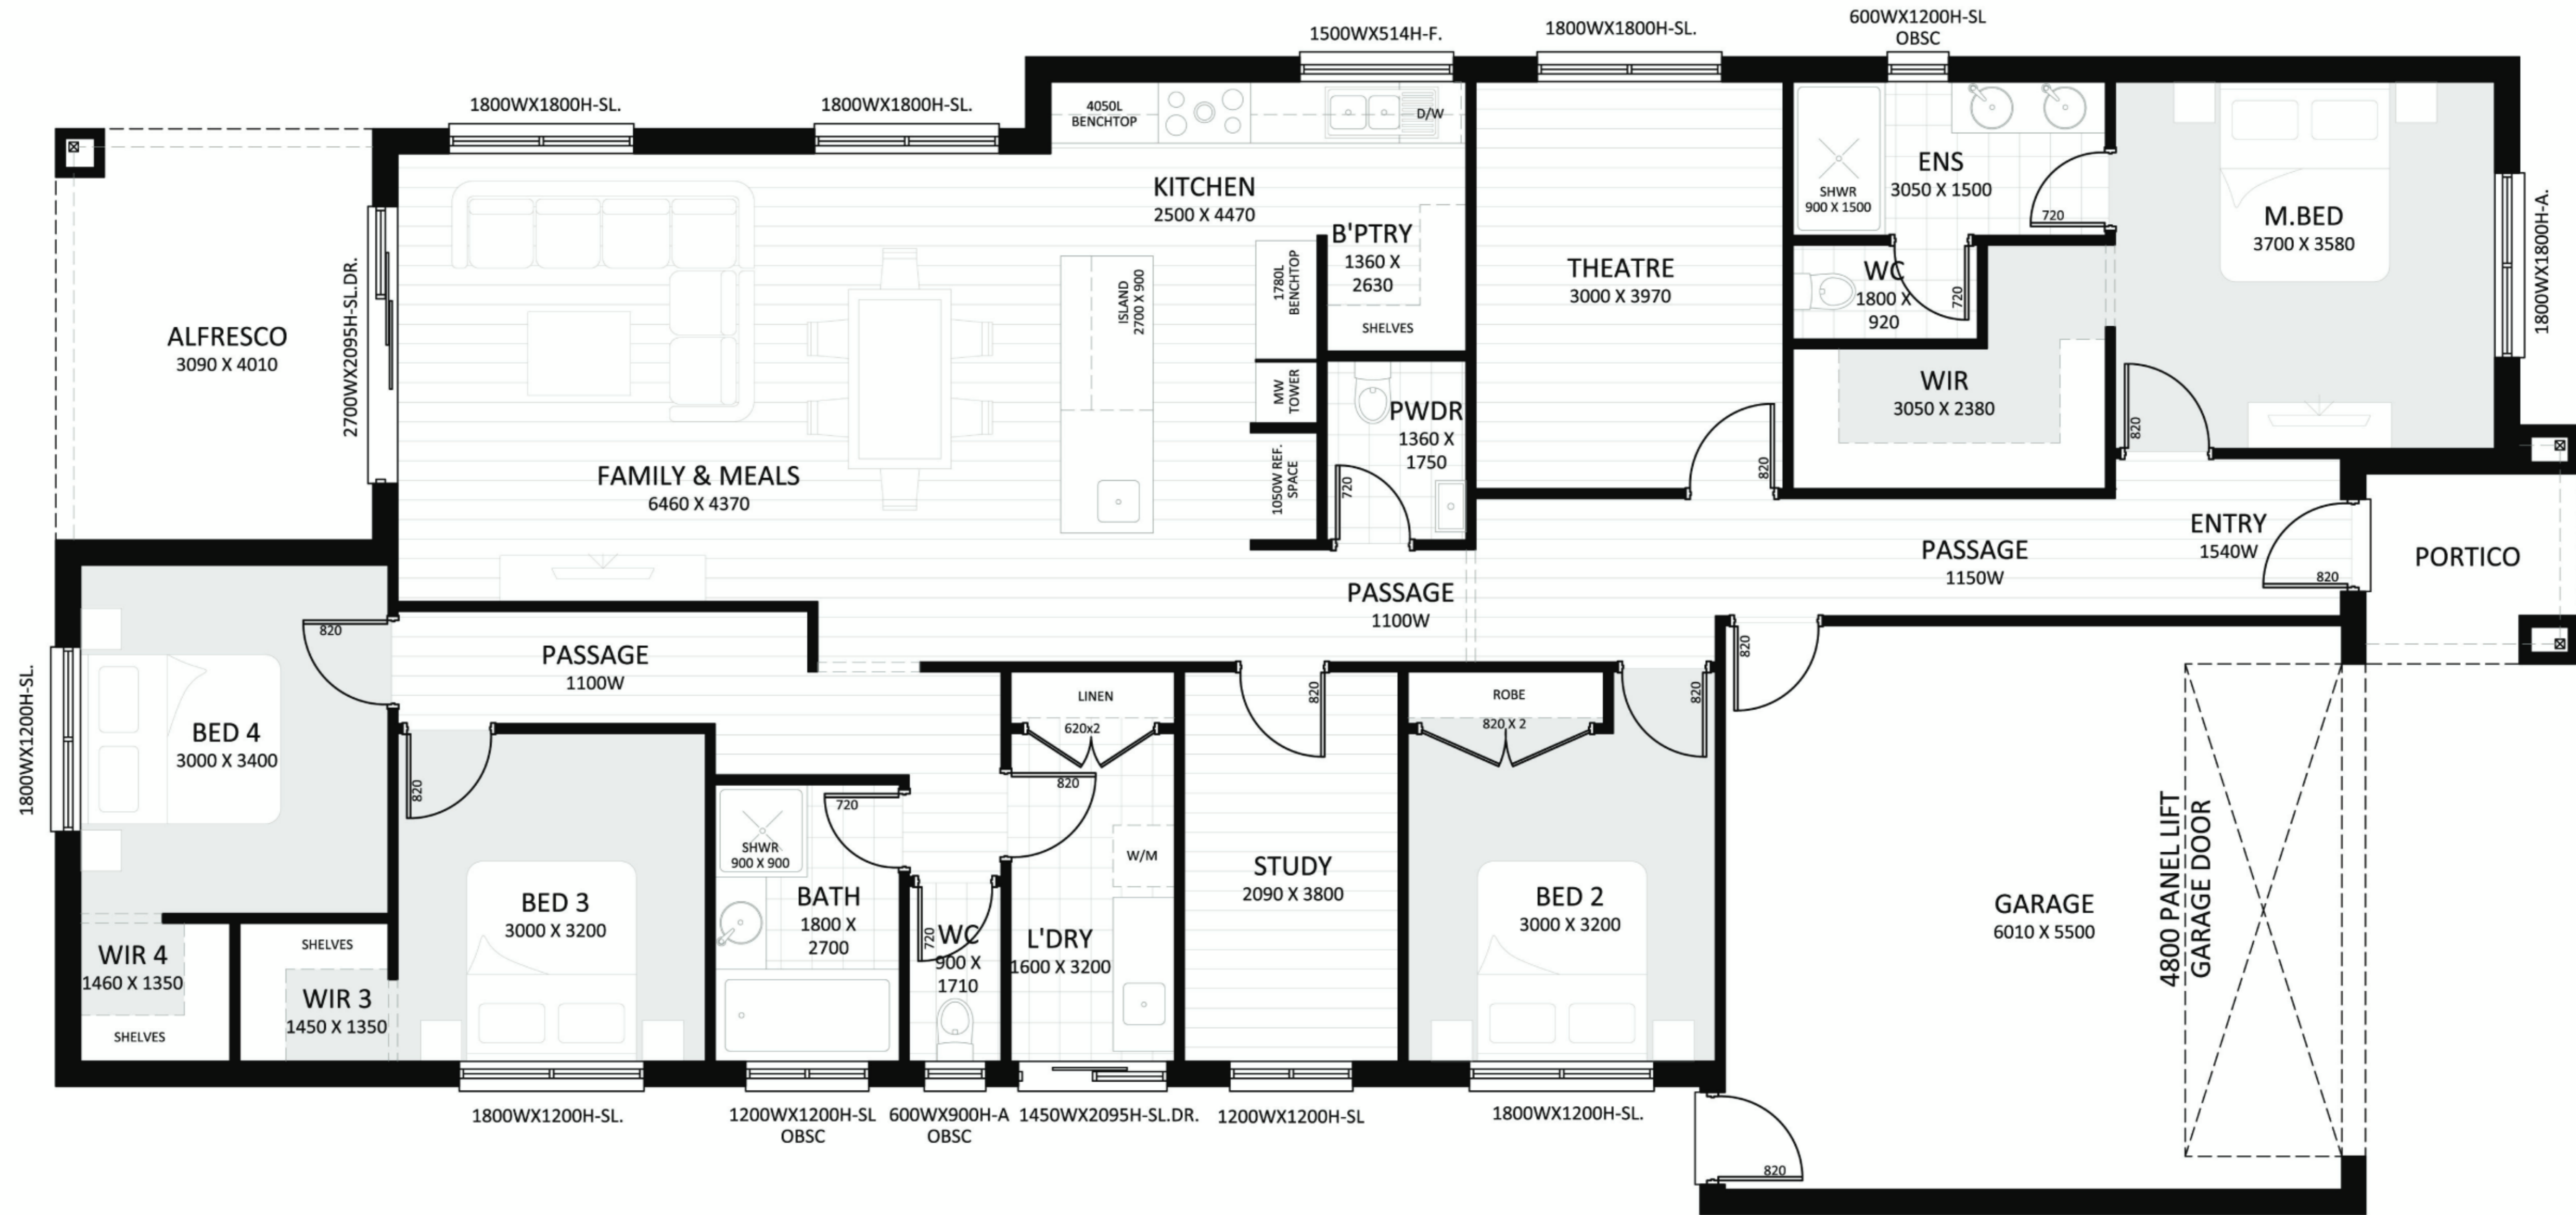 600WX1200H-SL
OBSC
1500WX514H-F.
1800WX1800H-SL.
1800WX1800H-SL.
1800WX1800H-SL.
4050L
BENCHTOP
D/W
KITCHEN
2500 X 4470
B'PTRY
1360 X
2630
SHELVES
1780L
BENCHTOP
ISLAND
2700 X 900
MW
TOWER
1050W REF.
SPACE
PWDR
1360 X
1750
720
THEATRE
3000 X 3970
820
SHWR
900 X 1500
ENS
3050 X 1500
720
WC
1800 X
920
720
WIR
3050 X 2380
M.BED
3700 X 3580
820
1800WX1800H-A.
ALFRESCO
3090 X 4010
2700WX2095H-SL.DR.
FAMILY & MEALS
6460 X 4370
ENTRY
1540W
820
PORTICO
PASSAGE
1150W
PASSAGE
1100W
PASSAGE
1100W
1800WX1200H-SL.
820
BED 4
3000 X 3400
WIR 4
1460 X 1350
SHELVES
SHELVES
WIR 3
1450 X 1350
820
BED 3
3000 X 3200
SHWR
900 X 900
720
BATH
1800 X
2700
720
WC
900 X
1710
LINEN
620x2
820
W/M
L'DRY
1600 X 3200
820
STUDY
2090 X 3800
ROBE
820 X 2
820
BED 2
3000 X 3200
820
GARAGE
6010 X 5500
4800 PANEL LIFT
GARAGE DOOR
820
1800WX1200H-SL.
1200WX1200H-SL
OBSC
600WX900H-A
OBSC
1450WX2095H-SL.DR.
1200WX1200H-SL
1800WX1200H-SL.